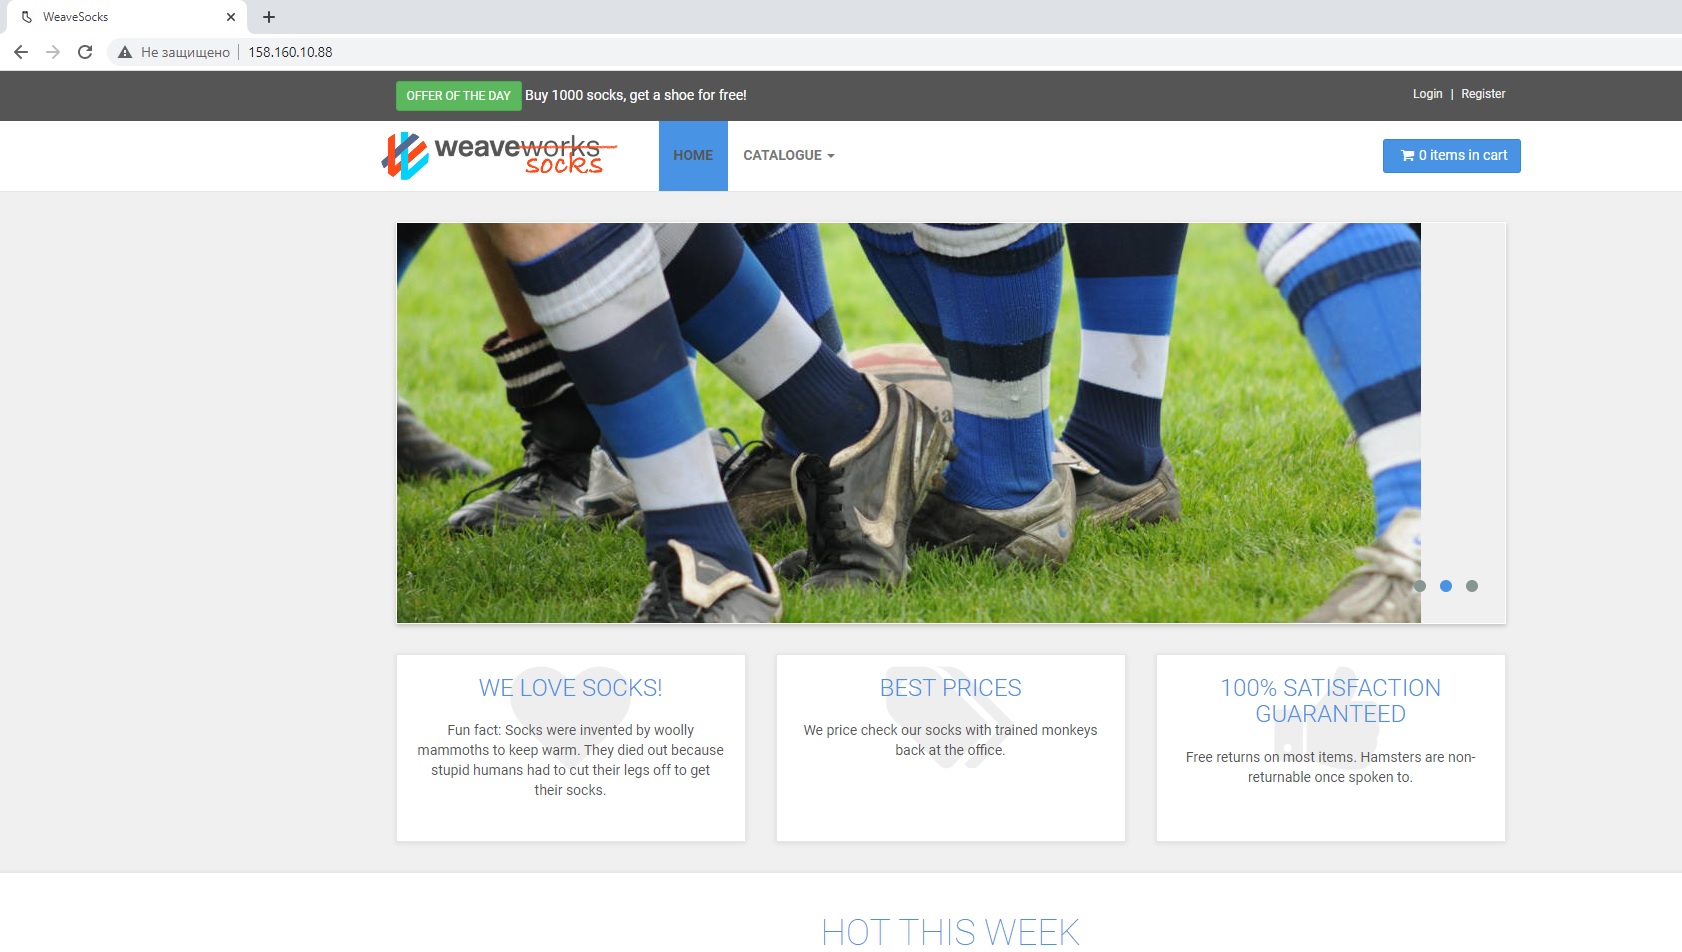 WeaveSocks
Не защищено | 158.160.10.88
OFFER OF THE DAY Buy 1000 socks, get a shoe for free!
Login | Register
weaveworks
socks
HOME
CATALOGUE
0 items in cart
WE LOVE SOCKS!
Fun fact: Socks were invented by woolly
mammoths to keep warm. They died out because
stupid humans had to cut their legs off to get
their socks.
BEST PRICES
We price check our socks with trained monkeys
back at the office.
100% SATISFACTION
GUARANTEED
Free returns on most items. Hamsters are non-
returnable once spoken to.
HOT THIS WEEK